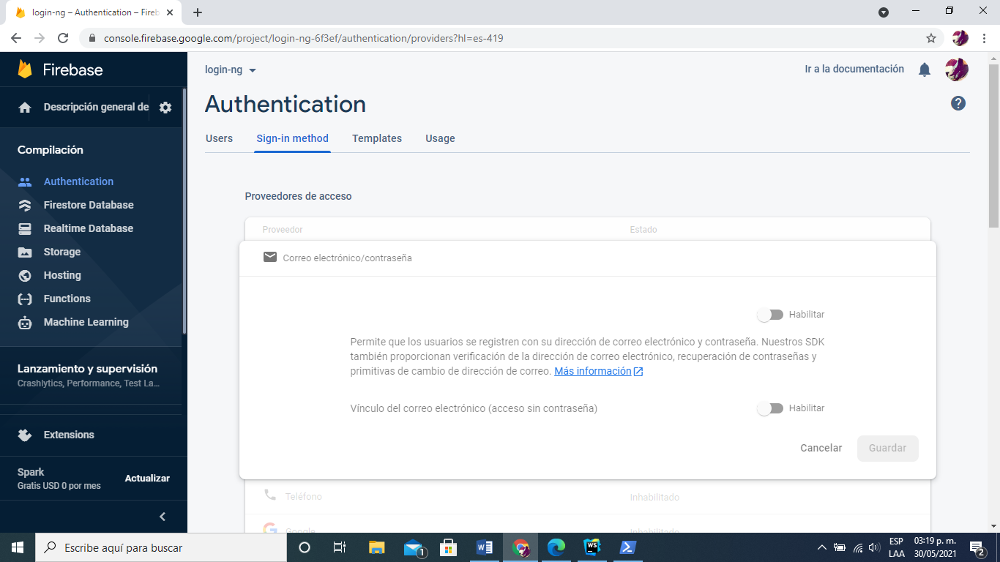 login-ng – Authentication – Fireb
console.firebase.google.com/project/login-ng-6f3ef/authentication/providers?hl=es-419
Firebase
login-ng
Ir a la documentación
Descripción general de
Authentication
Users Sign-in method Templates Usage
Compilación
Authentication
Firestore Database
Realtime Database
Storage
Hosting
Functions
Machine Learning
Lanzamiento y supervisión
Crashlytics, Performance, Test La...
Extensions
Spark
Gratis USD 0 por mes
Actualizar
Proveedores de acceso
Proveedor Estado
Correo electrónico/contraseña
Habilitar
Permite que los usuarios se registren con su dirección de correo electrónico y contraseña. Nuestros SDK
también proporcionan verificación de la dirección de correo electrónico, recuperación de contraseñas y
primitivas de cambio de dirección de correo. Más información
Vínculo del correo electrónico (acceso sin contraseña) Habilitar
Cancelar Guardar
Teléfono Inhabilitado
Google Inhabilitado
Escribe aquí para buscar
1
W
WS
ESP
LAA
03:19 p. m.
30/05/2021
2